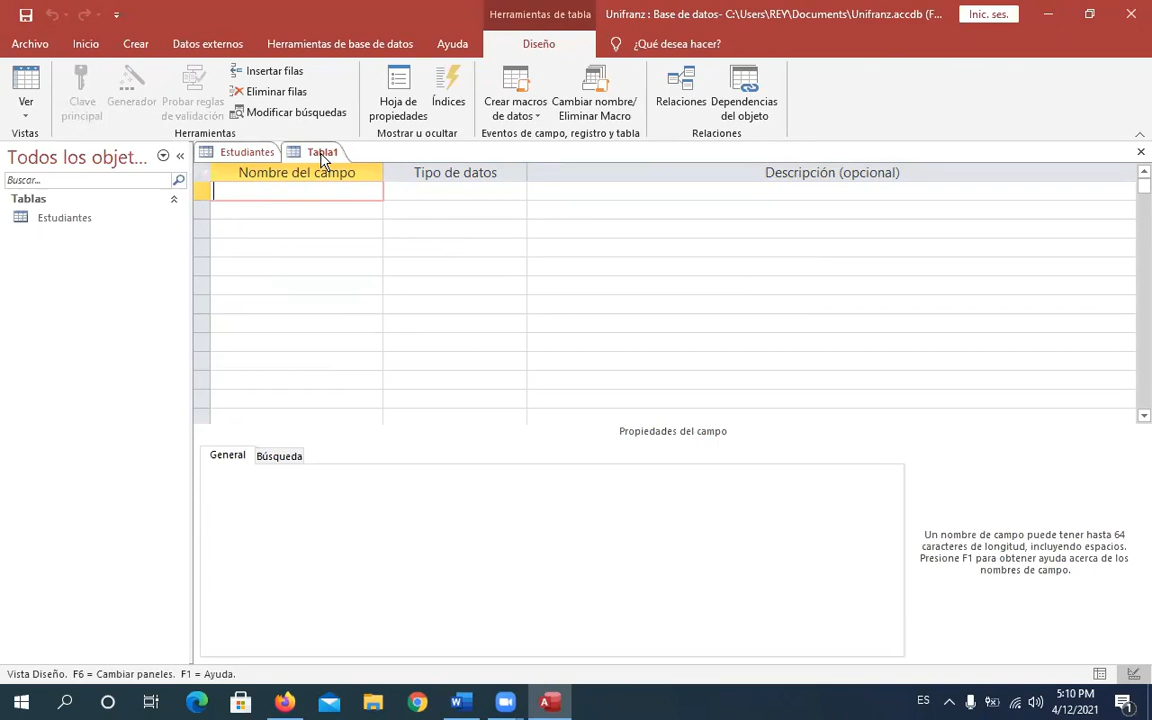 Herramientas de tabla
Unifranz : Base de datos- C:\Users\REY\Documents\Unifranz.accdb (F...
Inic. ses.
Archivo
Inicio
Crear
Datos externos
Herramientas de base de datos
Ayuda
Diseño
¿Qué desea hacer?
Ver
Clave
principal
Generador
Probar reglas
de validación
Insertar filas
Eliminar filas
Modificar búsquedas
Hoja de
propiedades
Índices
Crear macros
de datos
Cambiar nombre/
Eliminar Macro
Relaciones
Dependencias
del objeto
Vistas
Herramientas
Mostrar u ocultar
Eventos de campo, registro y tabla
Relaciones
Todos los objet...
Buscar...
Tablas
Estudiantes
Estudiantes
Tabla1
Nombre del campo
Tipo de datos
Descripción (opcional)
Propiedades del campo
General
Búsqueda
Un nombre de campo puede tener hasta 64
caracteres de longitud, incluyendo espacios.
Presione F1 para obtener ayuda acerca de los
nombres de campo.
Vista Diseño. F6 = Cambiar paneles. F1 = Ayuda.
ES
5:10 PM
4/12/2021
1